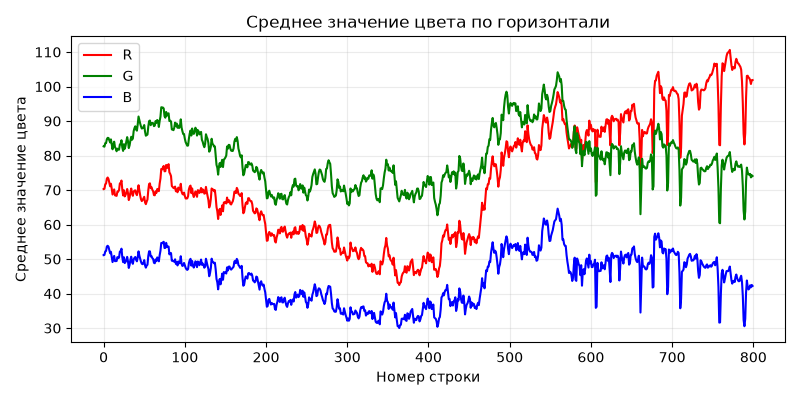 Среднее значение цвета по горизонтали
R
G
B
Среднее значение цвета
110
100
90
80
70
60
50
40
30
0 100 200 300 400 500 600 700 800
Номер строки